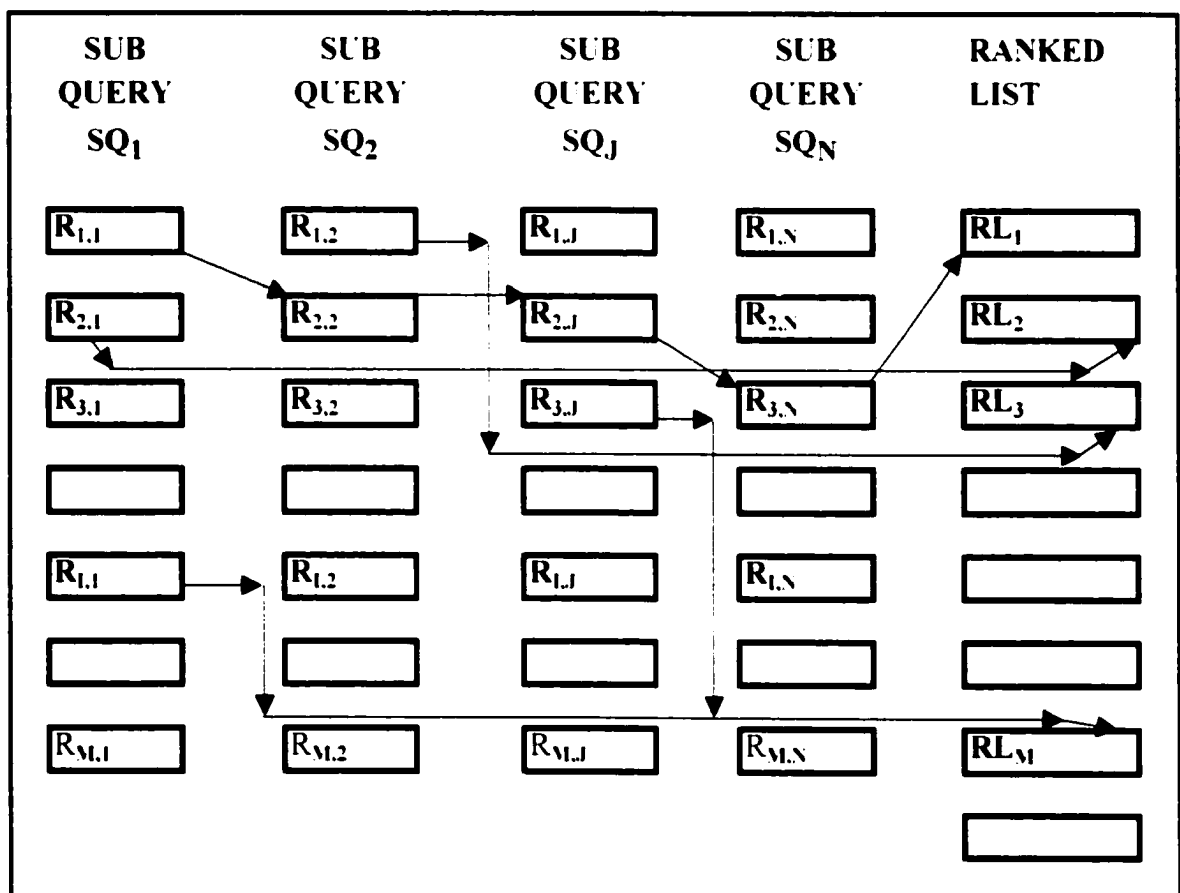 SUB QUERY SQ1
SUB QUERY SQ2
SUB QUERY SQJ
SUB QUERY SQN
RANKED LIST
R1,1 R1,2 R1,J R1,N RL1
R2,1 R2,2 R2,J R2,N RL2
R3,1 R3,2 R3,J R3,N RL3
RI,1 RI,2 RI,J RI,N
RM,1 RM,2 RM,J RM,N RLM